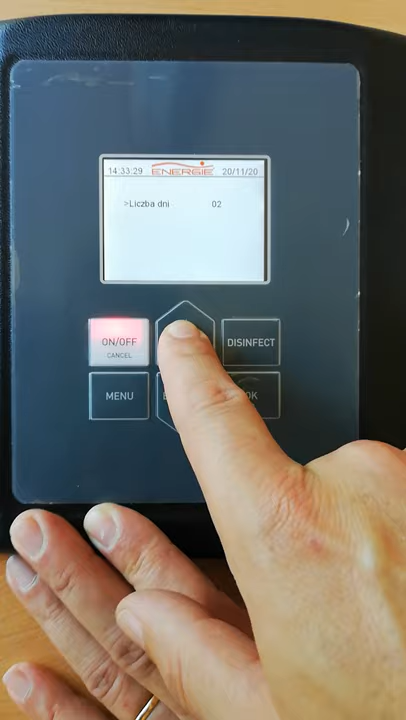 14:33:29 ENERGIE 20/11/20
>Liczba dni 02
ON/OFF
CANCEL
DISINFECT
MENU
OK